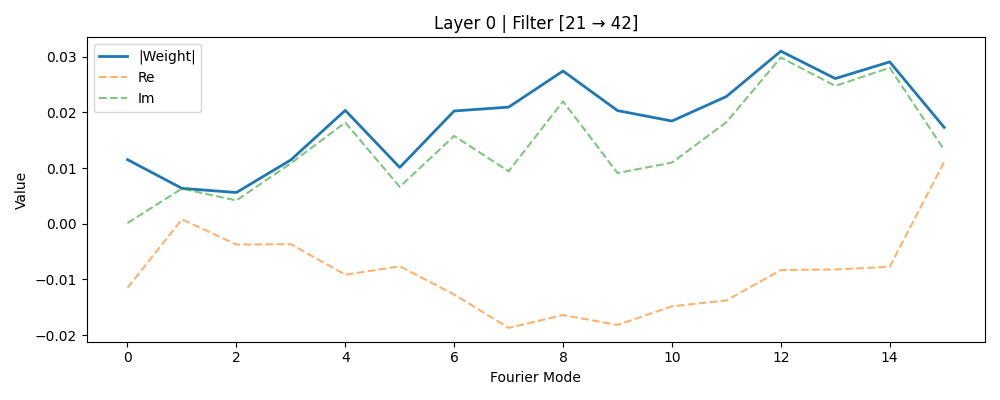 Layer 0 | Filter [21 → 42]
|Weight|
Re
Im
0.03
0.02
0.01
0.00
−0.01
−0.02
Value
0 2 4 6 8 10 12 14
Fourier Mode